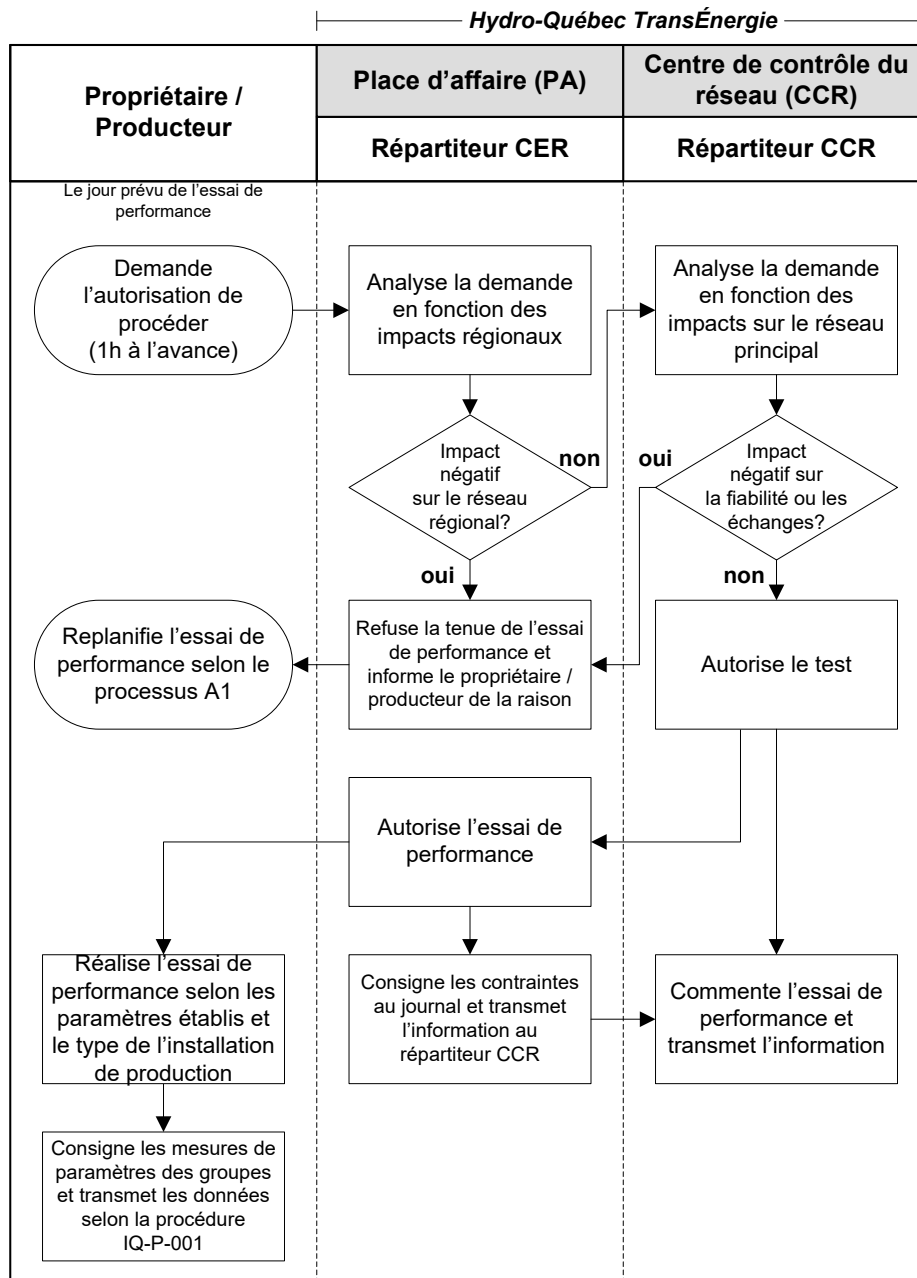 Hydro-Québec TransÉnergie
Propriétaire /
Producteur
Place d'affaire (PA)
Centre de contrôle du
réseau (CCR)
Répartiteur CER
Répartiteur CCR
Le jour prévu de l'essai de
performance
Demande
l'autorisation de
procéder
(1h à l'avance)
Analyse la demande
en fonction des
impacts régionaux
Analyse la demande
en fonction des
impacts sur le réseau
principal
Impact
négatif
sur le réseau
régional?
non
oui
oui
Impact
négatif sur
la fiabilité ou les
échanges?
non
Replanifie l'essai de
performance selon le
processus A1
Refuse la tenue de l'essai
de performance et
informe le propriétaire /
producteur de la raison
Autorise le test
Autorise l'essai de
performance
Réalise l'essai de
performance selon les
paramètres établis et
le type de l'installation
de production
Consigne les contraintes
au journal et transmet
l'information au
répartiteur CCR
Commente l'essai de
performance et
transmet l'information
Consigne les mesures de
paramètres des groupes
et transmet les données
selon la procédure
IQ-P-001